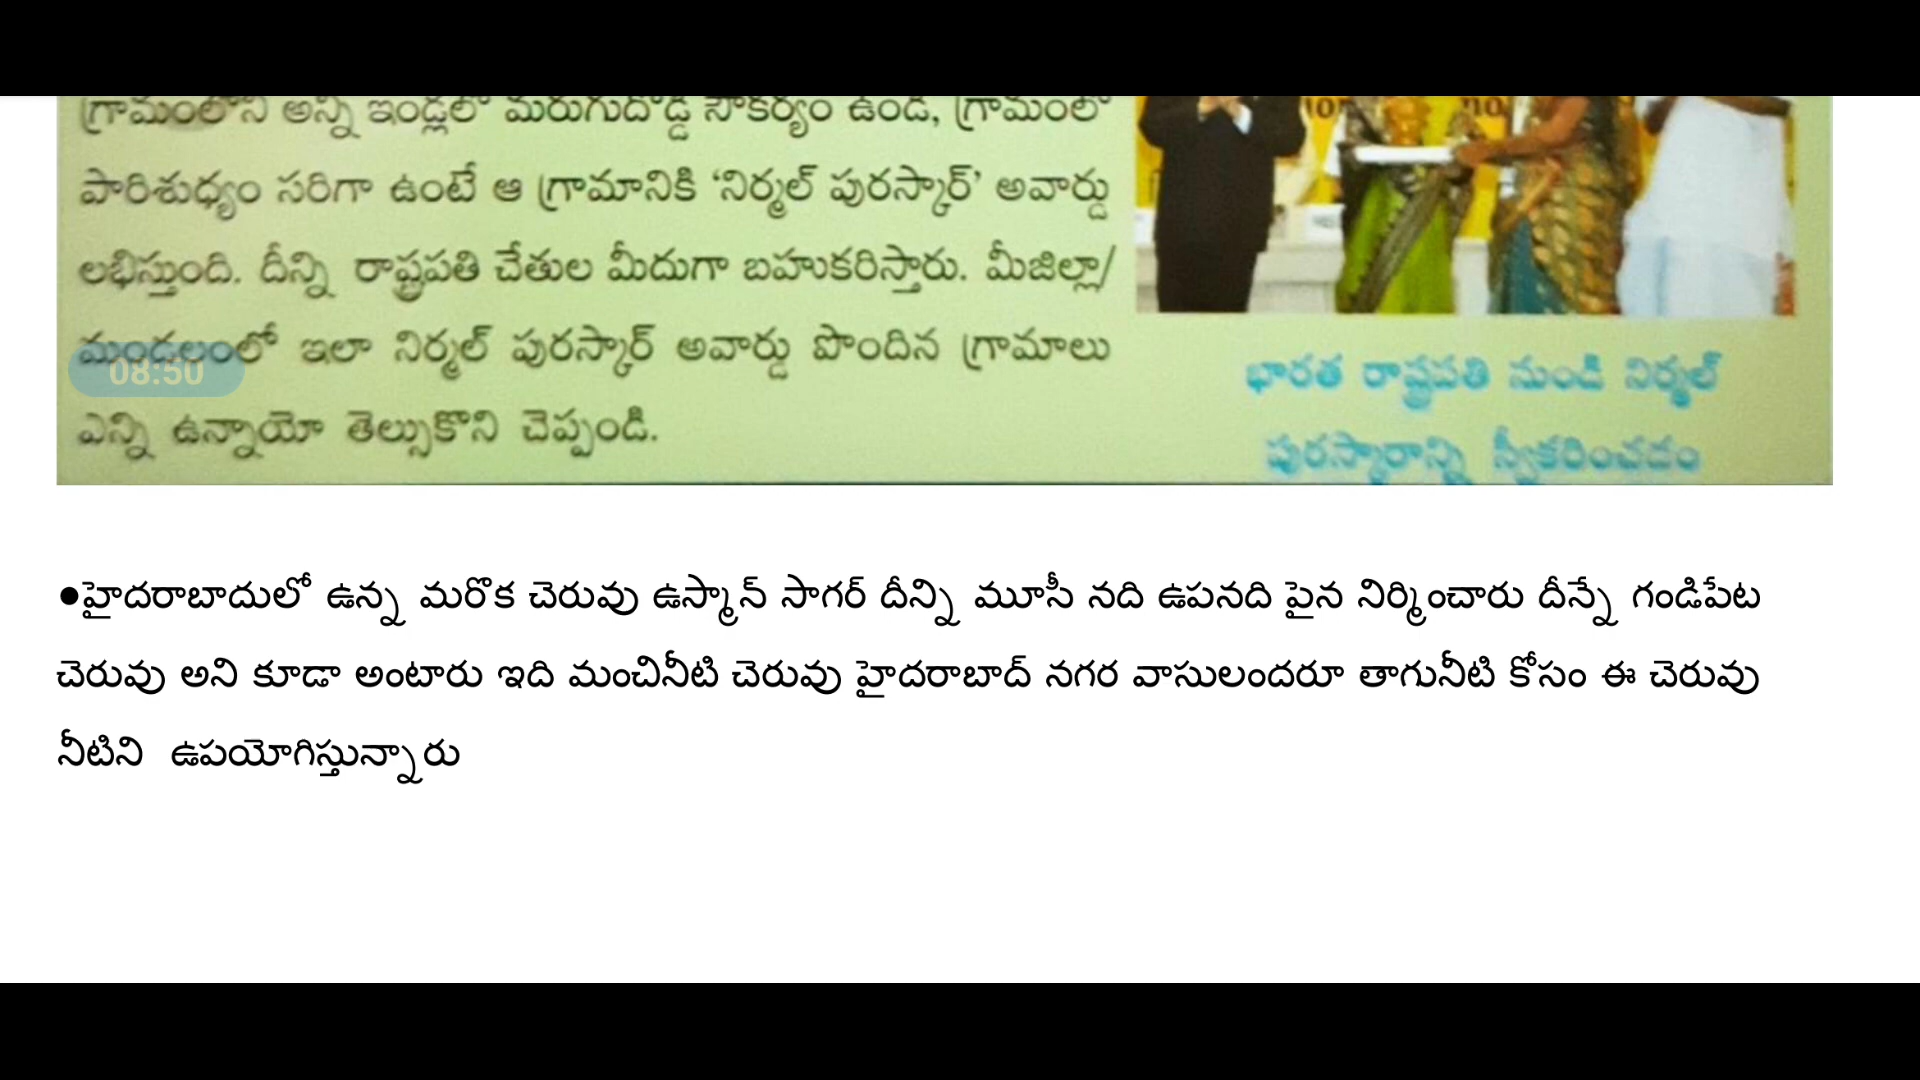 గ్రామంలోని అన్ని ఇండ్లలో మరుగుదొడ్డి సౌకర్యం ఉండి, గ్రామంలో
పారిశుధ్యం సరిగా ఉంటే ఆ గ్రామానికి ‘నిర్మల్ పురస్కార్’ అవార్డు
లభిస్తుంది. దీన్ని రాష్ట్రపతి చేతుల మీదుగా బహుకరిస్తారు. మీజిల్లా/
మండలంలో ఇలా నిర్మల్ పురస్కార్ అవార్డు పొందిన గ్రామాలు
08:50
ఎన్ని ఉన్నాయో తెల్సుకొని చెప్పండి.
భారత రాష్ట్రపతి నుండి నిర్మల్
పురస్కారాన్ని స్వీకరించడం
●హైదరాబాదులో ఉన్న మరొక చెరువు ఉస్మాన్ సాగర్ దీన్ని మూసీ నది ఉపనది పైన నిర్మించారు దీన్నే గండిపేట
చెరువు అని కూడా అంటారు ఇది మంచినీటి చెరువు హైదరాబాద్ నగర వాసులందరూ తాగునీటి కోసం ఈ చెరువు
నీటిని ఉపయోగిస్తున్నారు